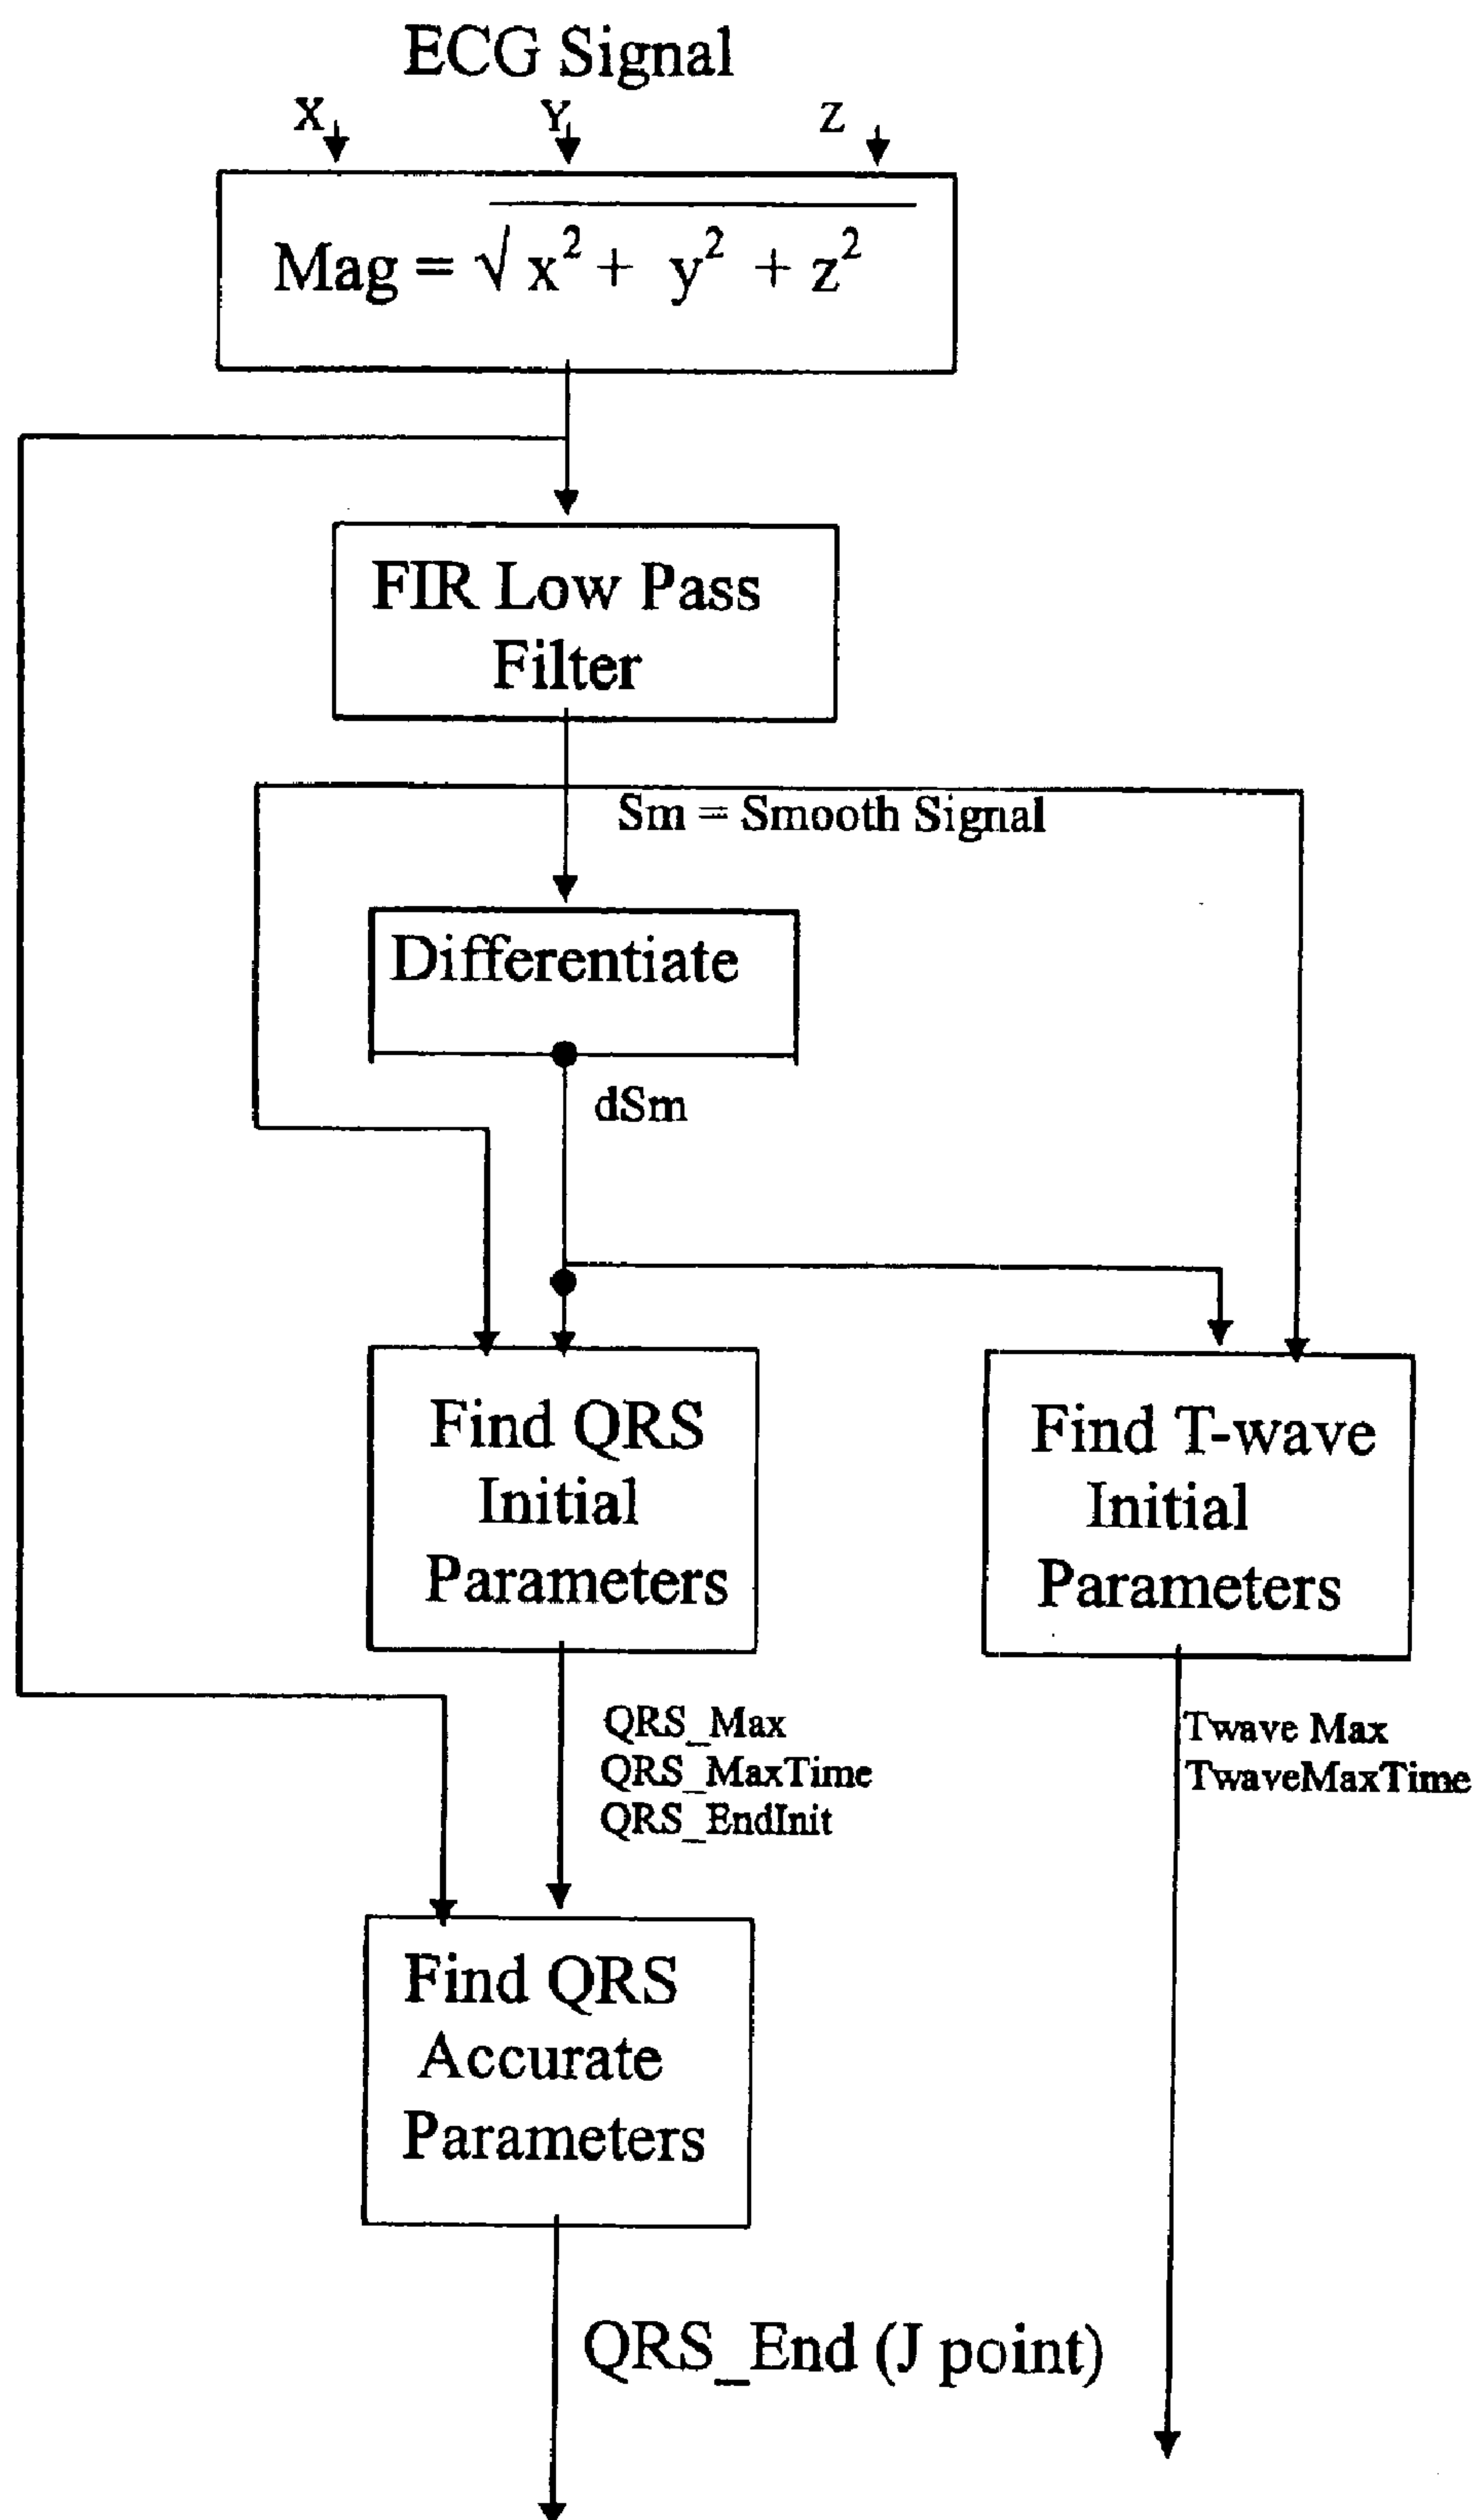 ECG Signal
X Y Z
Mag = √ x² + y² + z²
FIR Low Pass
Filter
Sm = Smooth Signal
Differentiate
dSm
Find QRS
Initial
Parameters
Find T-wave
Initial
Parameters
QRS_Max
QRS_MaxTime
QRS_EndInit
Twave Max
TwaveMaxTime
Find QRS
Accurate
Parameters
QRS_End (J point)